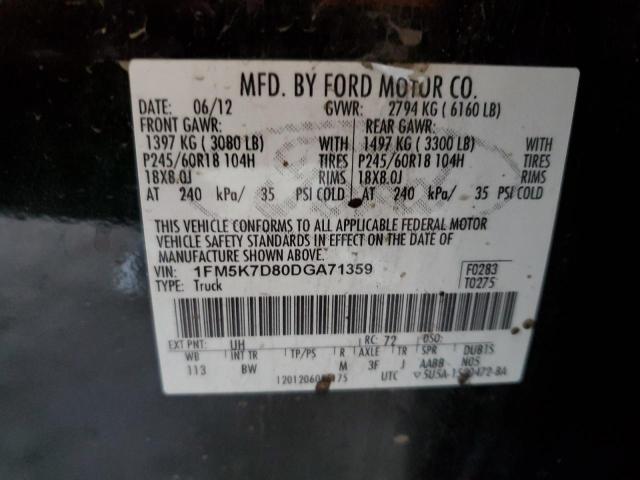 MFD. BY FORD MOTOR CO.
DATE: 06/12 GVWR: 2794 KG ( 6160 LB)
FRONT GAWR: REAR GAWR:
1397 KG ( 3080 LB) WITH 1497 KG ( 3300 LB) WITH
P245/60R18 104H TIRES P245/60R18 104H TIRES
18X8.0J RIMS 18X8.0J RIMS
AT 240 kPa/ 35 PSI COLD AT 240 kPa/ 35 PSI COLD
THIS VEHICLE CONFORMS TO ALL APPLICABLE FEDERAL MOTOR
VEHICLE SAFETY STANDARDS IN EFFECT ON THE DATE OF
MANUFACTURE SHOWN ABOVE.
VIN: 1FM5K7D80DGA71359 F0283
TYPE: Truck T0275
EXT PNT: UH RC: 72 DSO:
WB INT TR TP/PS R AXLE TR SPR DUBTS
113 BW M 3F J AABB NOS
UTC